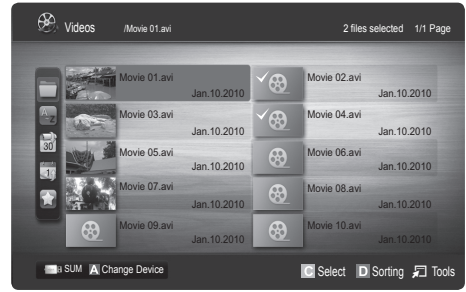 Videos /Movie 01.avi 2 files selected 1/1 Page
Movie 01.avi Movie 02.avi
Jan.10.2010 Jan.10.2010
Movie 03.avi Movie 04.avi
Jan.10.2010 Jan.10.2010
Movie 05.avi Movie 06.avi
Jan.10.2010 Jan.10.2010
Movie 07.avi Movie 08.avi
Jan.10.2010 Jan.10.2010
Movie 09.avi Movie 10.avi
Jan.10.2010 Jan.10.2010
30
1
a SUM A Change Device C Select D Sorting Tools